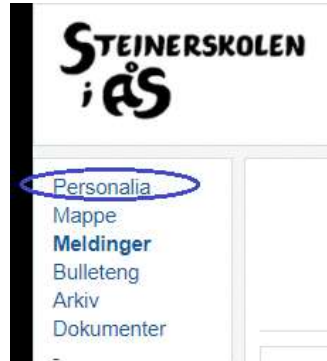 STEINERSKOLEN
i ÅS
Personalia
Mappe
Meldinger
Bulleteng
Arkiv
Dokumenter